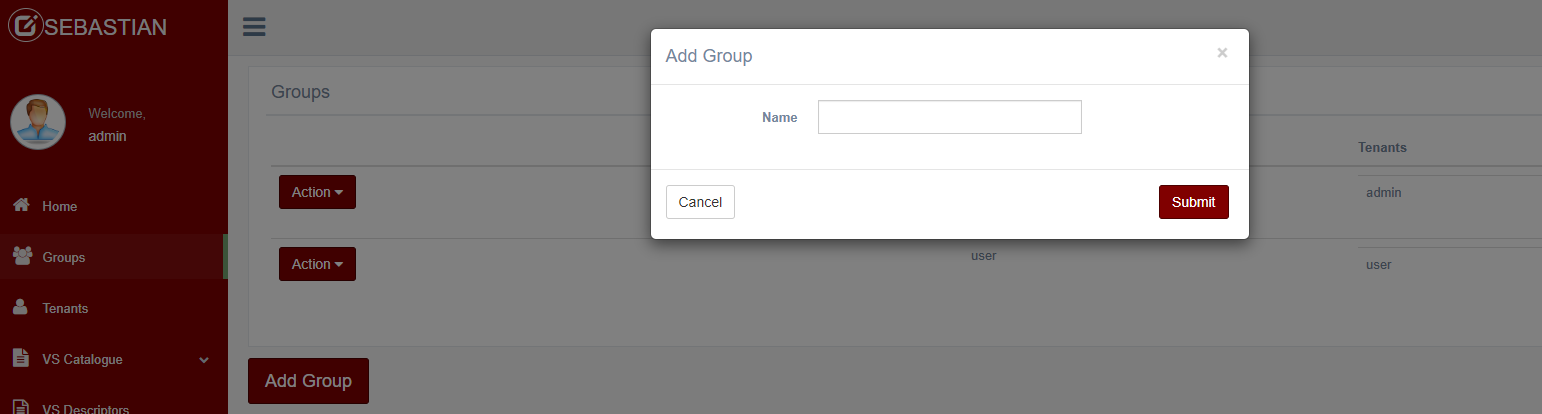 SEBASTIAN
Welcome,
admin
Home
Groups
Tenants
VS Catalogue
VS Descriptors
Groups
Tenants
Action
admin
Action
user
user
Add Group
Add Group
×
Name
Cancel
Submit